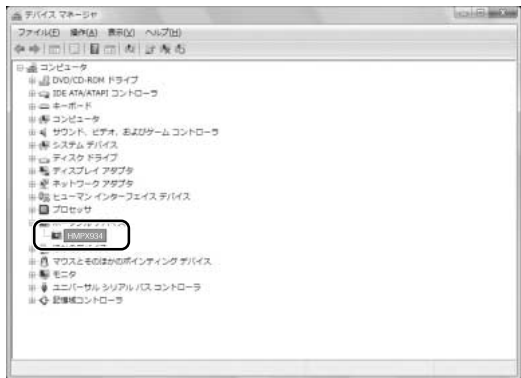 デバイス マネージャ
ファイル(F) 操作(A) 表示(V) ヘルプ(H)
コンピュータ
DVD/CD-ROM ドライブ
IDE ATA/ATAPI コントローラ
キーボード
コンピュータ
サウンド、ビデオ、およびゲーム コントローラ
システム デバイス
ディスク ドライブ
ディスプレイ アダプタ
ネットワーク アダプタ
ヒューマン インターフェイス デバイス
プロセッサ
HMPX934
マウスとそのほかのポインティング デバイス
モニタ
ユニバーサル シリアル バス コントローラ
記憶域コントローラ